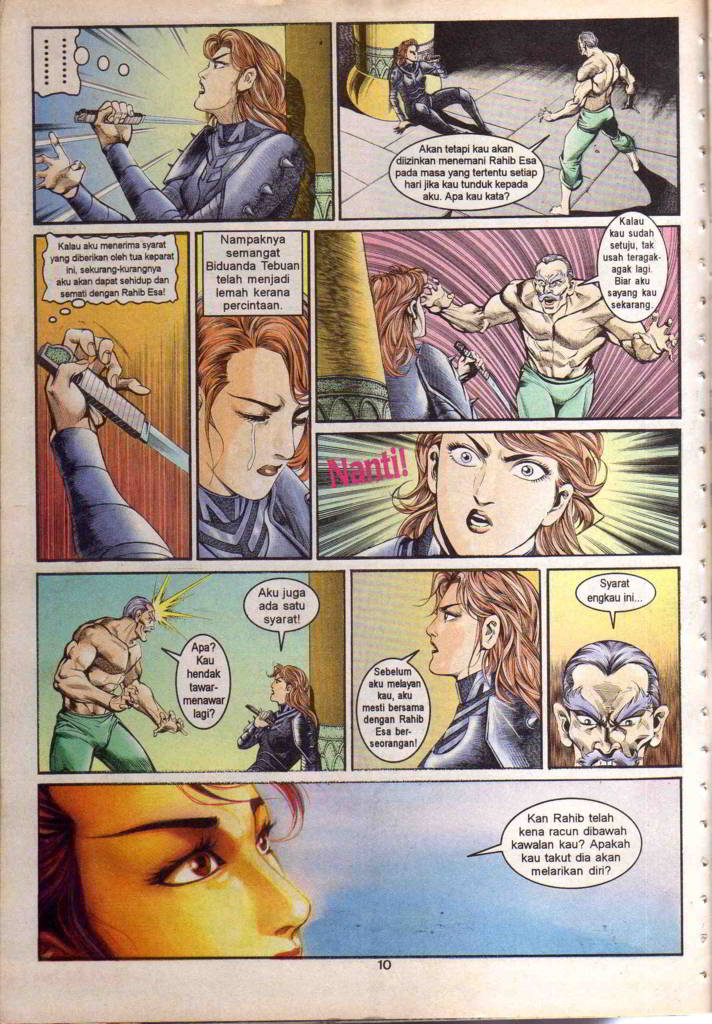 Akan tetapi kau akan
diizinkan menemani Rahib Esa
pada masa yang tertentu setiap
hari jika kau tunduk kepada
aku. Apa kau kata?
Kalau aku menerima syarat
yang diberikan oleh tua keparat
ini, sekurang-kurangnya
aku akan dapat sehidup dan
semati dengan Rahib Esa!
Nampaknya
semangat
Biduanda Tebuan
telah menjadi
lemah kerana
percintaan.
Kalau
kau sudah
setuju, tak
usah teragak-
agak lagi.
Biar aku
sayang kau
sekarang.
Nanti!
Apa?
Kau
hendak
tawar-
menawar
lagi?
Aku juga
ada satu
syarat!
Sebelum
aku melayan
kau, aku
mesti bersama
dengan Rahib
Esa ber-
seorangan!
Syarat
engkau ini...
Kan Rahib telah
kena racun dibawah
kawalan kau? Apakah
kau takut dia akan
melarikan diri?
10